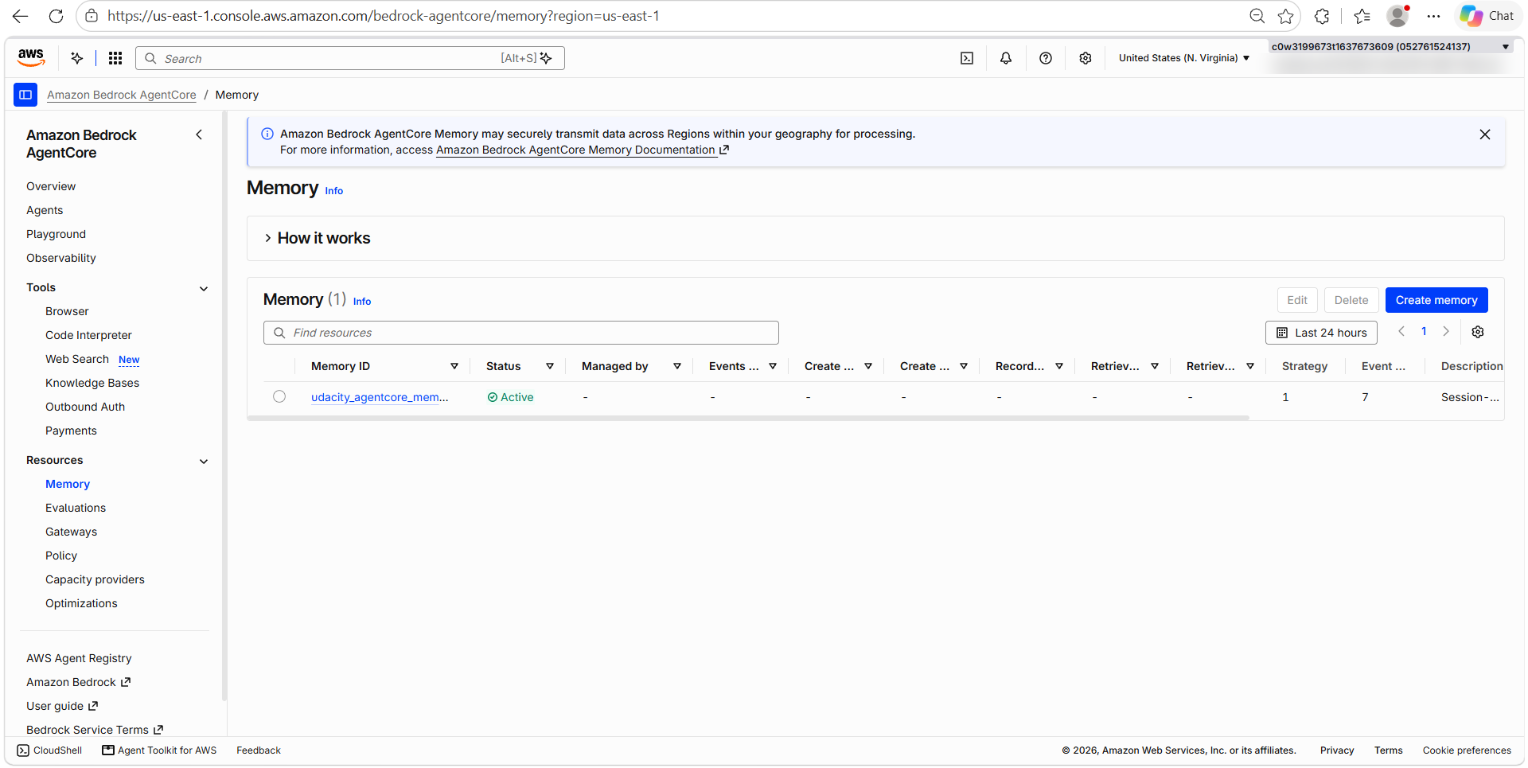 https://us-east-1.console.aws.amazon.com/bedrock-agentcore/memory?region=us-east-1
Chat
aws
Search [Alt+S]
United States (N. Virginia) ▼
c0w3199673t1637673609 (052761524137) ▼
Amazon Bedrock AgentCore / Memory
Amazon Bedrock
AgentCore
Overview
Agents
Playground
Observability
Tools
Browser
Code Interpreter
Web Search New
Knowledge Bases
Outbound Auth
Payments
Resources
Memory
Evaluations
Gateways
Policy
Capacity providers
Optimizations
AWS Agent Registry
Amazon Bedrock
User guide
Bedrock Service Terms
Amazon Bedrock AgentCore Memory may securely transmit data across Regions within your geography for processing.
For more information, access Amazon Bedrock AgentCore Memory Documentation
Memory Info
How it works
Memory (1) Info
Edit Delete Create memory
Find resources
Last 24 hours
1
Memory ID Status Managed by Events ... Create ... Create ... Record... Retriev... Retriev... Strategy Event ... Description
udacity_agentcore_mem... Active - - - - - - - 1 7 Session-...
CloudShell Agent Toolkit for AWS Feedback
© 2026, Amazon Web Services, Inc. or its affiliates. Privacy Terms Cookie preferences